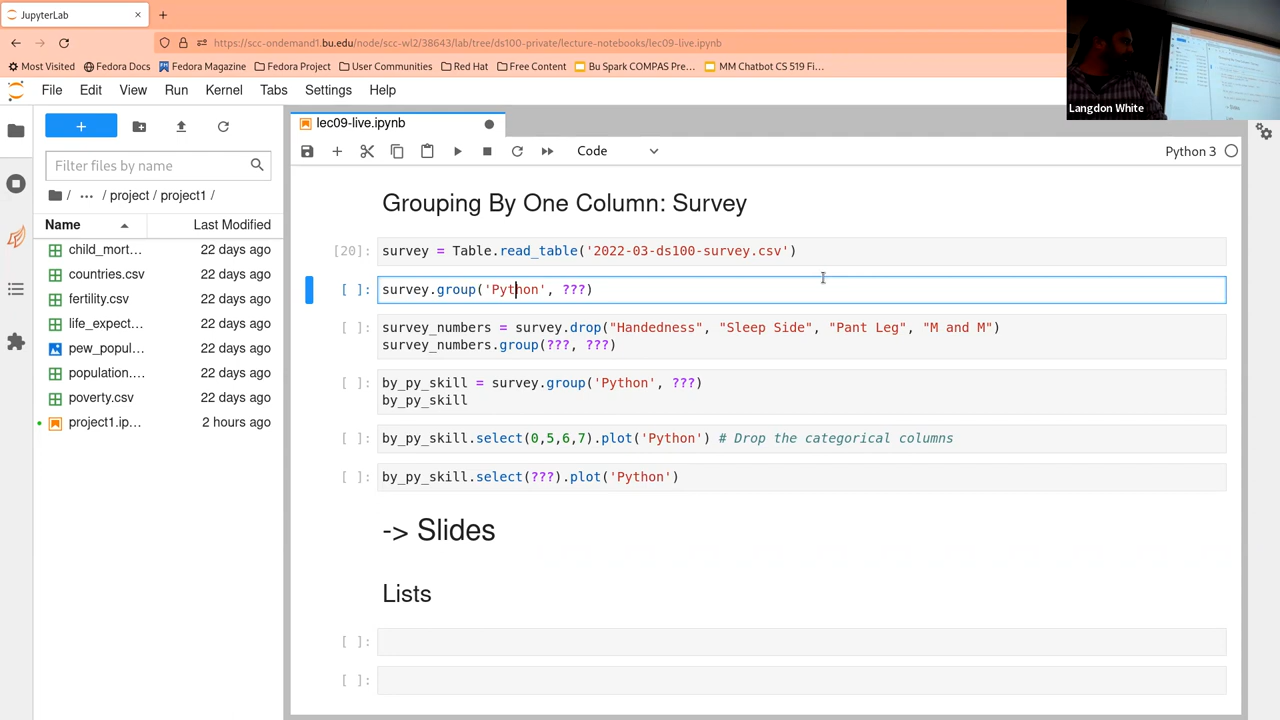 JupyterLab
https://scc-ondemand1.bu.edu/node/scc-wl2/38643/lab/tree/ds100-private/lecture-notebooks/lec09-live.ipynb
Most Visited Fedora Docs Fedora Magazine Fedora Project User Communities Red Hat Free Content Bu Spark COMPAS Pre... MM Chatbot CS 519 Fi...
Langdon White
File Edit View Run Kernel Tabs Settings Help
lec09-live.ipynb
Filter files by name
Code
Python 3
/ ... / project / project1 /
Name Last Modified
child_mort... 22 days ago
countries.csv 22 days ago
fertility.csv 22 days ago
life_expect... 22 days ago
pew_popul... 22 days ago
population.... 22 days ago
poverty.csv 22 days ago
project1.ip... 2 hours ago
Grouping By One Column: Survey
[20]: survey = Table.read_table('2022-03-ds100-survey.csv')
[ ]: survey.group('Python', ???)
[ ]: survey_numbers = survey.drop("Handedness", "Sleep Side", "Pant Leg", "M and M")
survey_numbers.group(???, ???)
[ ]: by_py_skill = survey.group('Python', ???)
by_py_skill
[ ]: by_py_skill.select(0,5,6,7).plot('Python') # Drop the categorical columns
[ ]: by_py_skill.select(???).plot('Python')
-> Slides
Lists
[ ]:
[ ]: